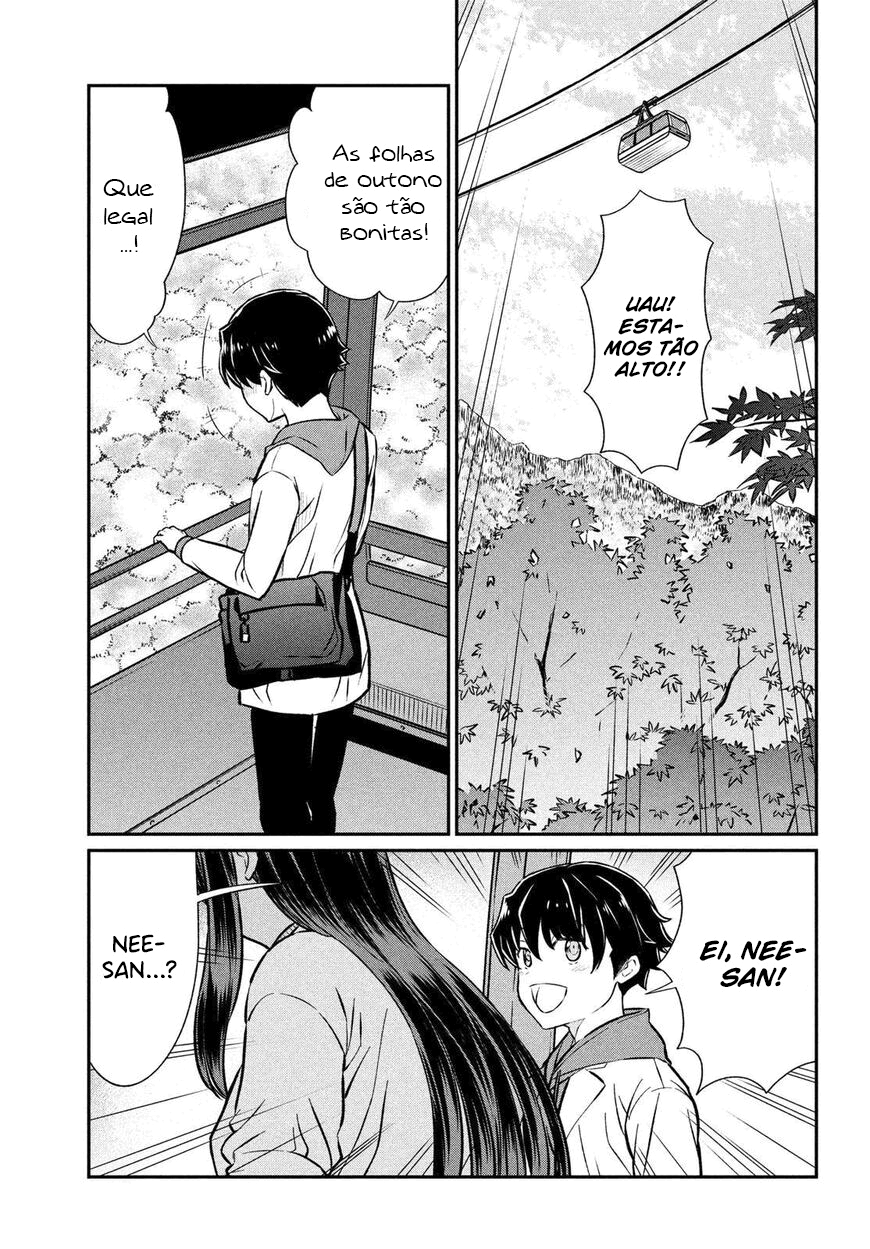 UAU!
ESTA-
MOS TÃO
ALTO!!
As folhas
de outono
são tão
Bonitas!
Que
legal
...!
EI, NEE-
SAN!
NEE-
SAN...?